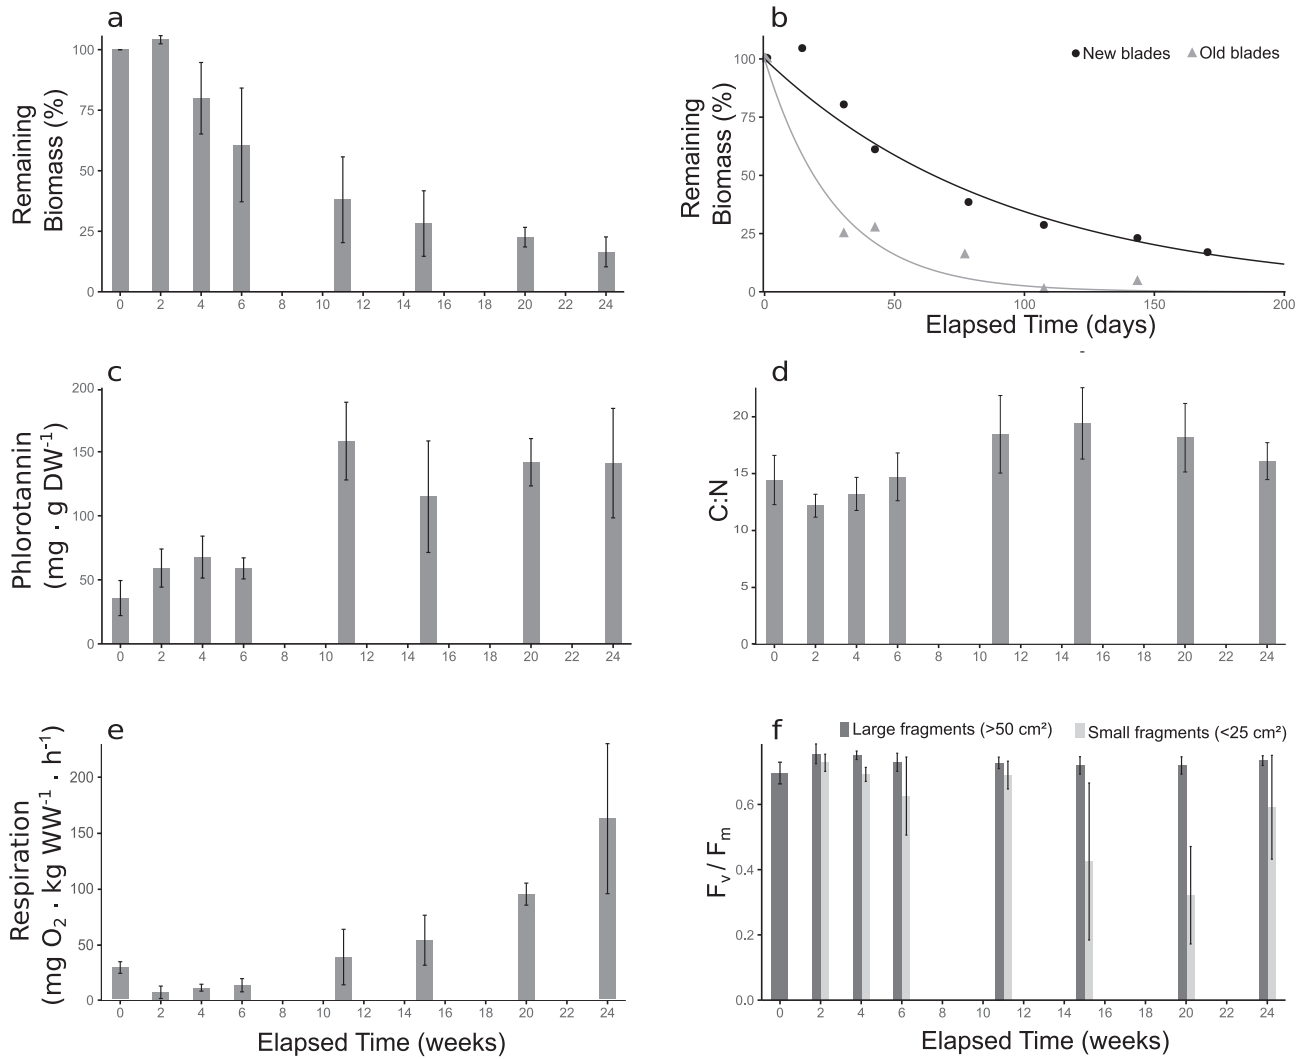 a
Remaining
Biomass (%)
100
75
50
25
0
0 2 4 6 8 10 12 14 16 18 20 22 24
b
New blades
Old blades
Remaining
Biomass (%)
100
75
50
25
0
0 50 100 150 200
Elapsed Time (days)
c
Phlorotannin
(mg · g DW⁻¹)
200
150
100
50
0
0 2 4 6 8 10 12 14 16 18 20 22 24
d
C:N
20
15
10
5
0
0 2 4 6 8 10 12 14 16 18 20 22 24
e
Respiration
(mg O₂ · kg WW⁻¹ · h⁻¹)
200
150
100
50
0
0 2 4 6 8 10 12 14 16 18 20 22 24
Elapsed Time (weeks)
f
Large fragments (>50 cm²)
Small fragments (<25 cm²)
Fᵥ / Fₘ
0.6
0.4
0.2
0.0
0 2 4 6 8 10 12 14 16 18 20 22 24
Elapsed Time (weeks)